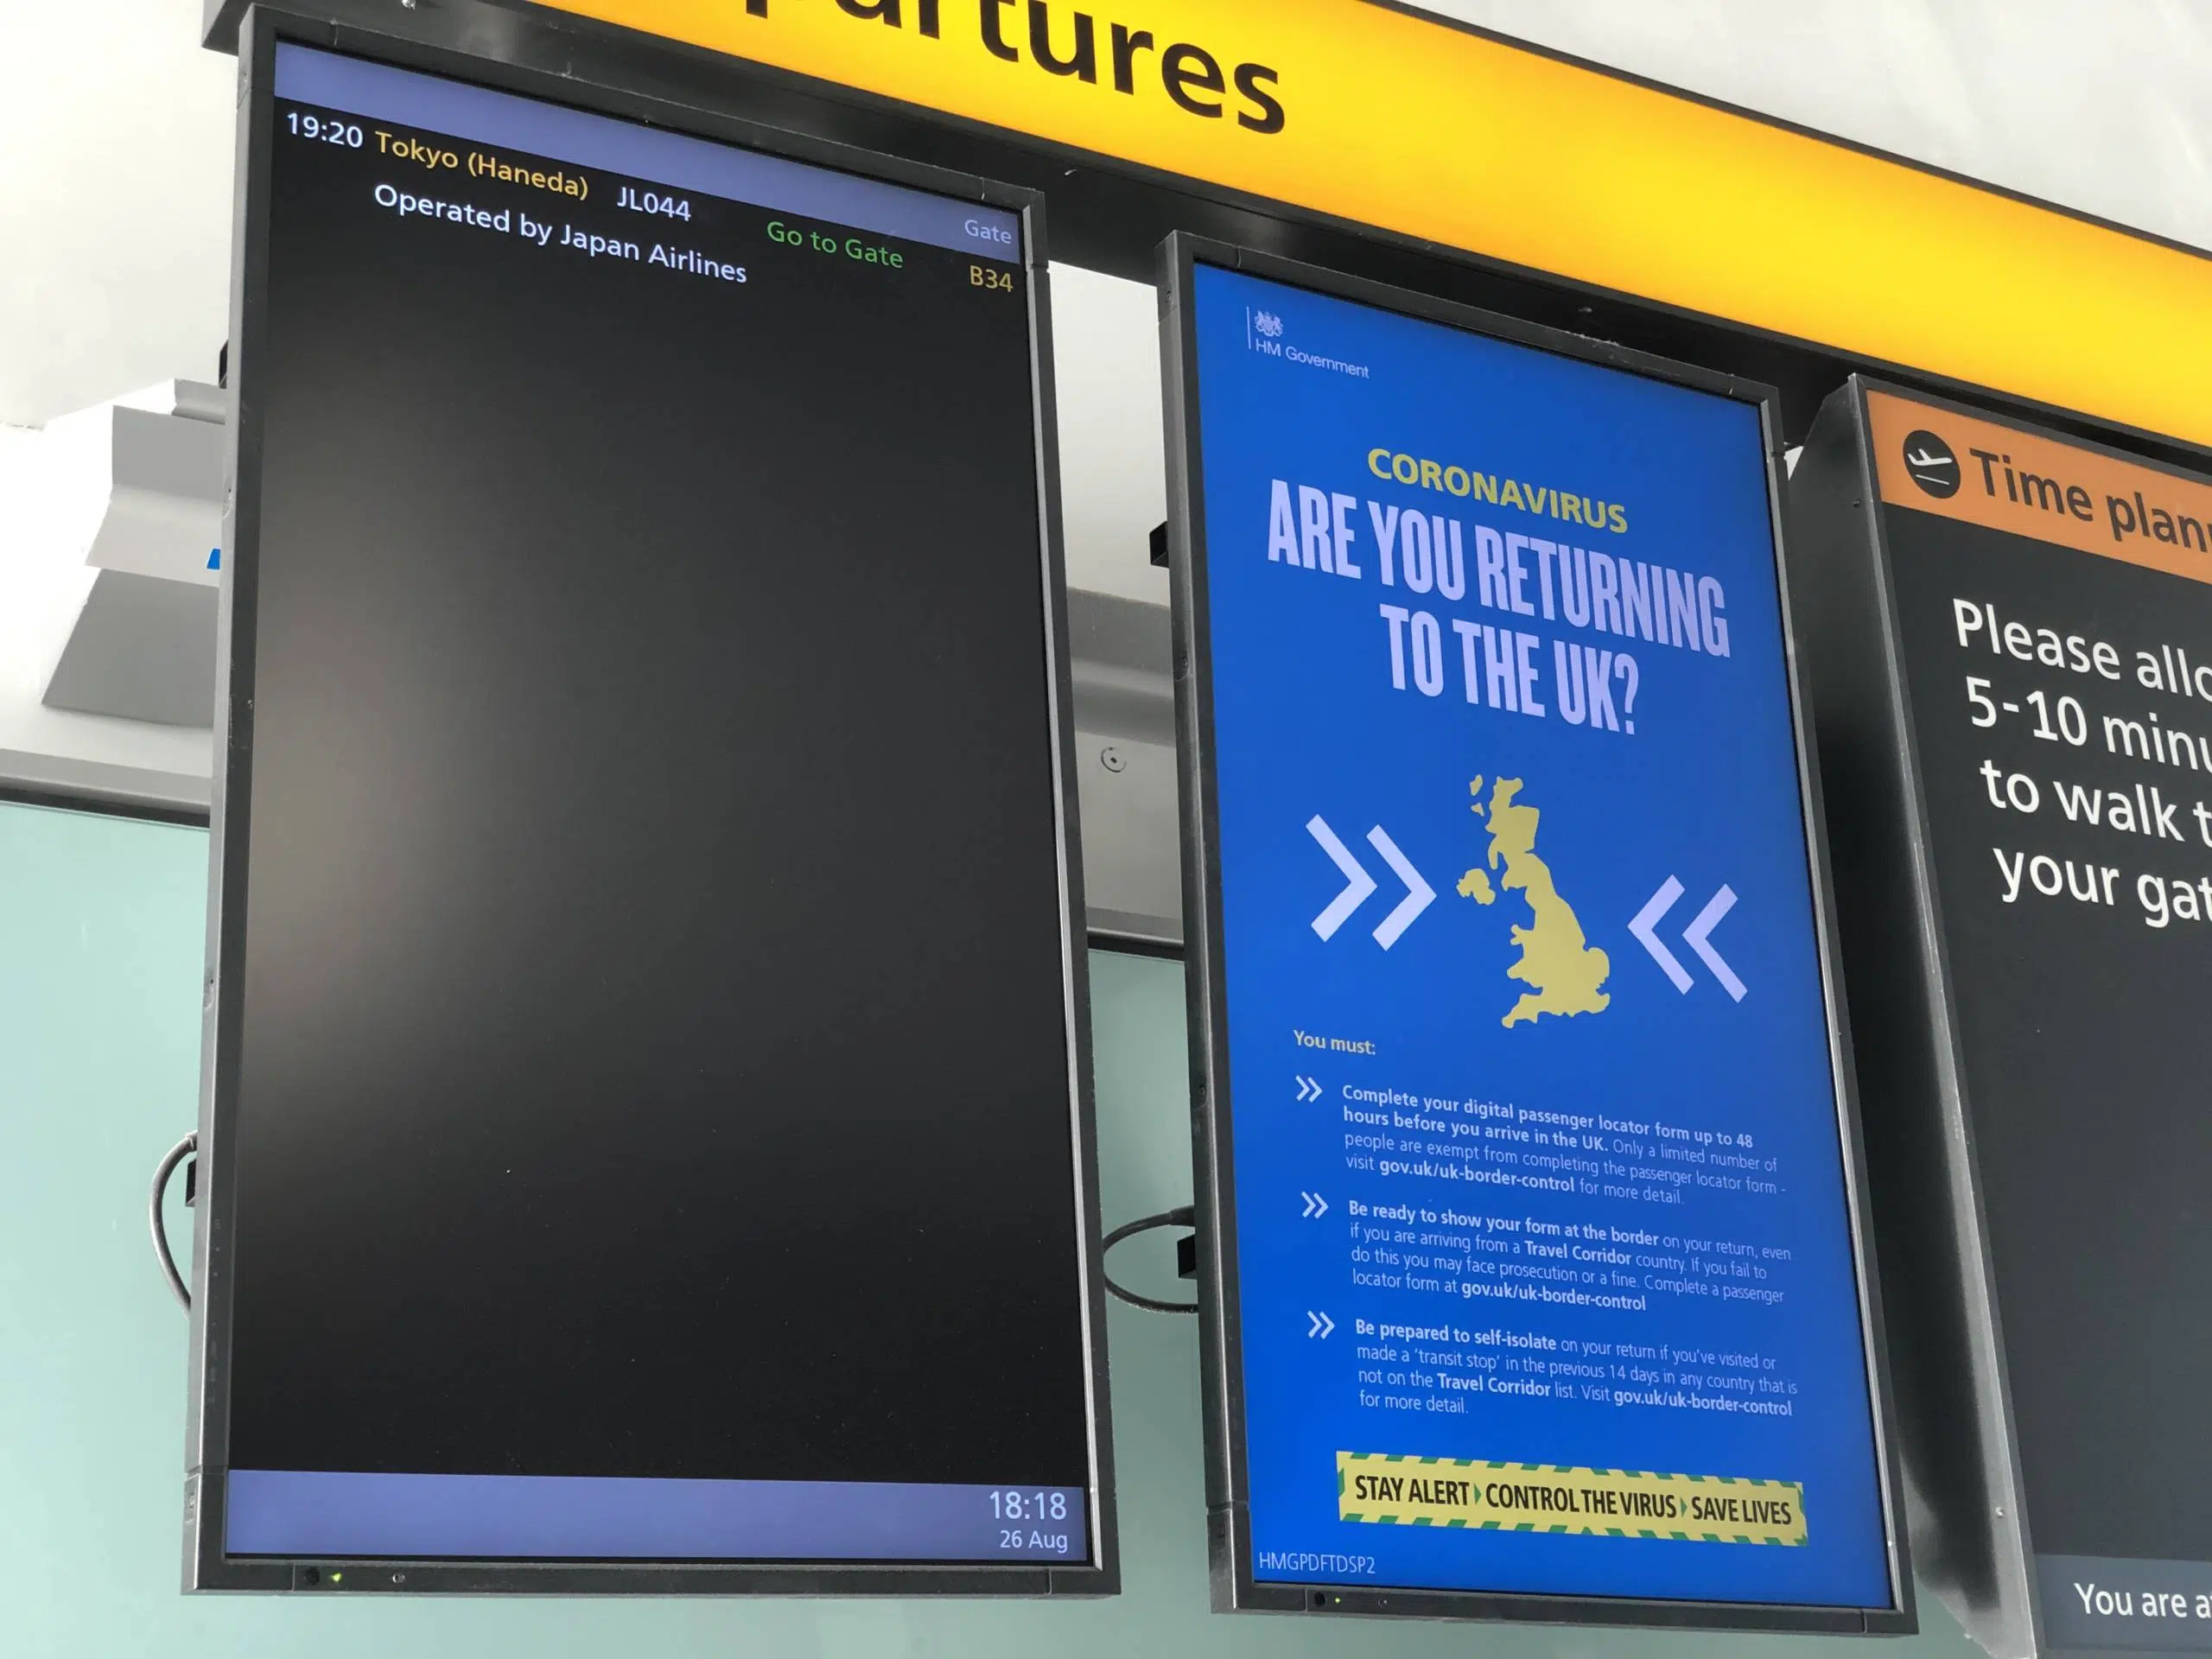 19:20 Tokyo (Haneda) JL044 Go to Gate B34
Operated by Japan Airlines
Gate
18:18
26 Aug
HM Government
CORONAVIRUS
ARE YOU RETURNING
TO THE UK?
You must:
Complete your digital passenger locator form up to 48
hours before you arrive in the UK. Only a limited number of
people are exempt from completing the passenger locator form -
visit gov.uk/uk-border-control for more detail.
Be ready to show your form at the border on your return, even
if you are arriving from a Travel Corridor country. If you fail to
do this you may face prosecution or a fine. Complete a passenger
locator form at gov.uk/uk-border-control
Be prepared to self-isolate on your return if you've visited or
made a 'transit stop' in the previous 14 days in any country that is
not on the Travel Corridor list. Visit gov.uk/uk-border-control
for more detail.
STAY ALERT CONTROL THE VIRUS SAVE LIVES
HMGPDFTDSP2
Time
Please
5-10
to walk
your
You are